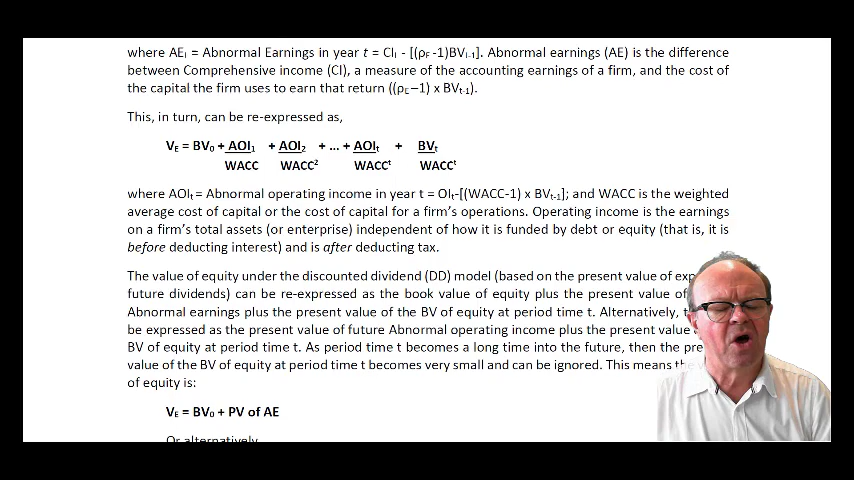 where AEt = Abnormal Earnings in year t = CIt - [(ρE-1)BVt-1]. Abnormal earnings (AE) is the difference
between Comprehensive income (CI), a measure of the accounting earnings of a firm, and the cost of
the capital the firm uses to earn that return ((ρE–1) x BVt-1).
This, in turn, can be re-expressed as,
VE = BV0 + AOI1 + AOI2 + ... + AOIt + BVt
WACC WACC² WACCᵗ WACCᵗ
where AOIt = Abnormal operating income in year t = OIt-[(WACC-1) x BVt-1]; and WACC is the weighted
average cost of capital or the cost of capital for a firm's operations. Operating income is the earnings
on a firm's total assets (or enterprise) independent of how it is funded by debt or equity (that is, it is
before deducting interest) and is after deducting tax.
The value of equity under the discounted dividend (DD) model (based on the present value of
future dividends) can be re-expressed as the book value of equity plus the present value of
Abnormal earnings plus the present value of the BV of equity at period time t. Alternatively,
be expressed as the present value of future Abnormal operating income plus the present value
BV of equity at period time t. As period time t becomes a long time into the future, then the
value of the BV of equity at period time t becomes very small and can be ignored. This means the
of equity is:
VE = BV0 + PV of AE
Or alternatively